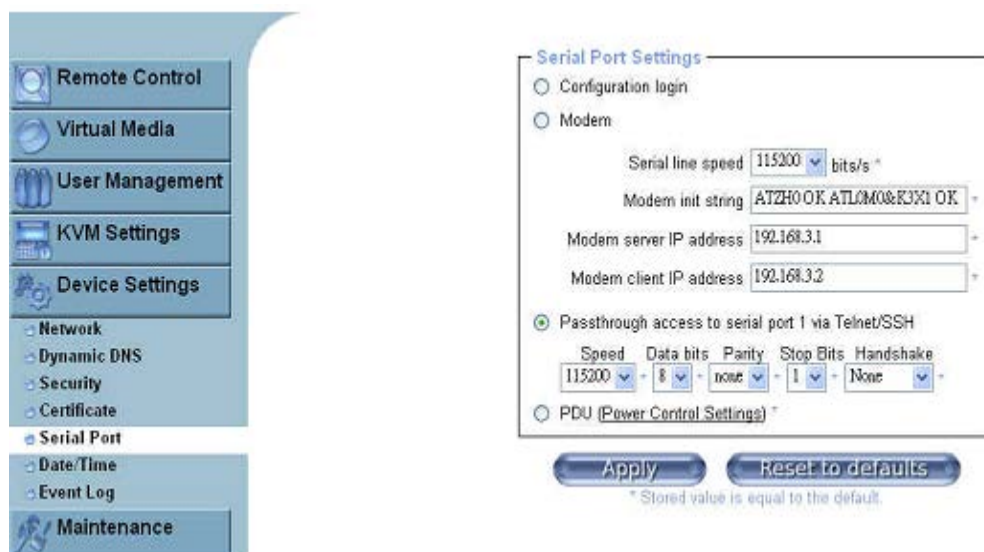 Remote Control
Virtual Media
User Management
KVM Settings
Device Settings
Network
Dynamic DNS
Security
Certificate
Serial Port
Date/Time
Event Log
Maintenance
Serial Port Settings
Configuration login
Modem
Serial line speed 115200 bits/s *
Modem init string ATZH0 OK ATL0M0&K3X1 OK *
Modem server IP address 192.168.3.1 *
Modem client IP address 192.168.3.2 *
Passthrough access to serial port 1 via Telnet/SSH
Speed Data bits Parity Stop Bits Handshake
115200 * 8 * none * 1 * None *
PDU (Power Control Settings) *
Apply Reset to defaults
* Stored value is equal to the default.